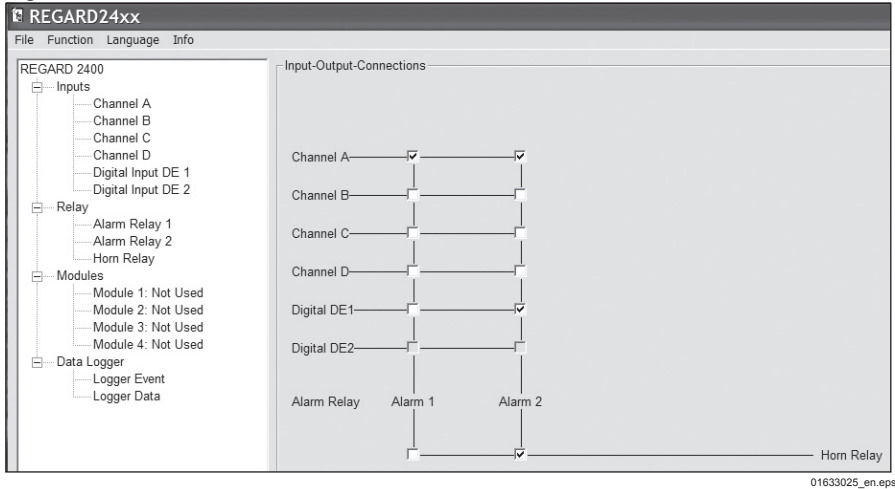 REGARD24xx
File Function Language Info
REGARD 2400
Inputs
Channel A
Channel B
Channel C
Channel D
Digital Input DE 1
Digital Input DE 2
Relay
Alarm Relay 1
Alarm Relay 2
Horn Relay
Modules
Module 1: Not Used
Module 2: Not Used
Module 3: Not Used
Module 4: Not Used
Data Logger
Logger Event
Logger Data
Input-Output-Connections
Channel A
Channel B
Channel C
Channel D
Digital DE1
Digital DE2
Alarm Relay Alarm 1 Alarm 2
Horn Relay
01633025_en.eps